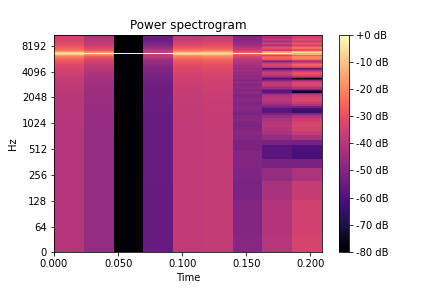 Power spectrogram
8192
4096
2048
1024
512
256
128
64
0
Hz
0.000 0.050 0.100 0.150 0.200
Time
+0 dB
-10 dB
-20 dB
-30 dB
-40 dB
-50 dB
-60 dB
-70 dB
-80 dB